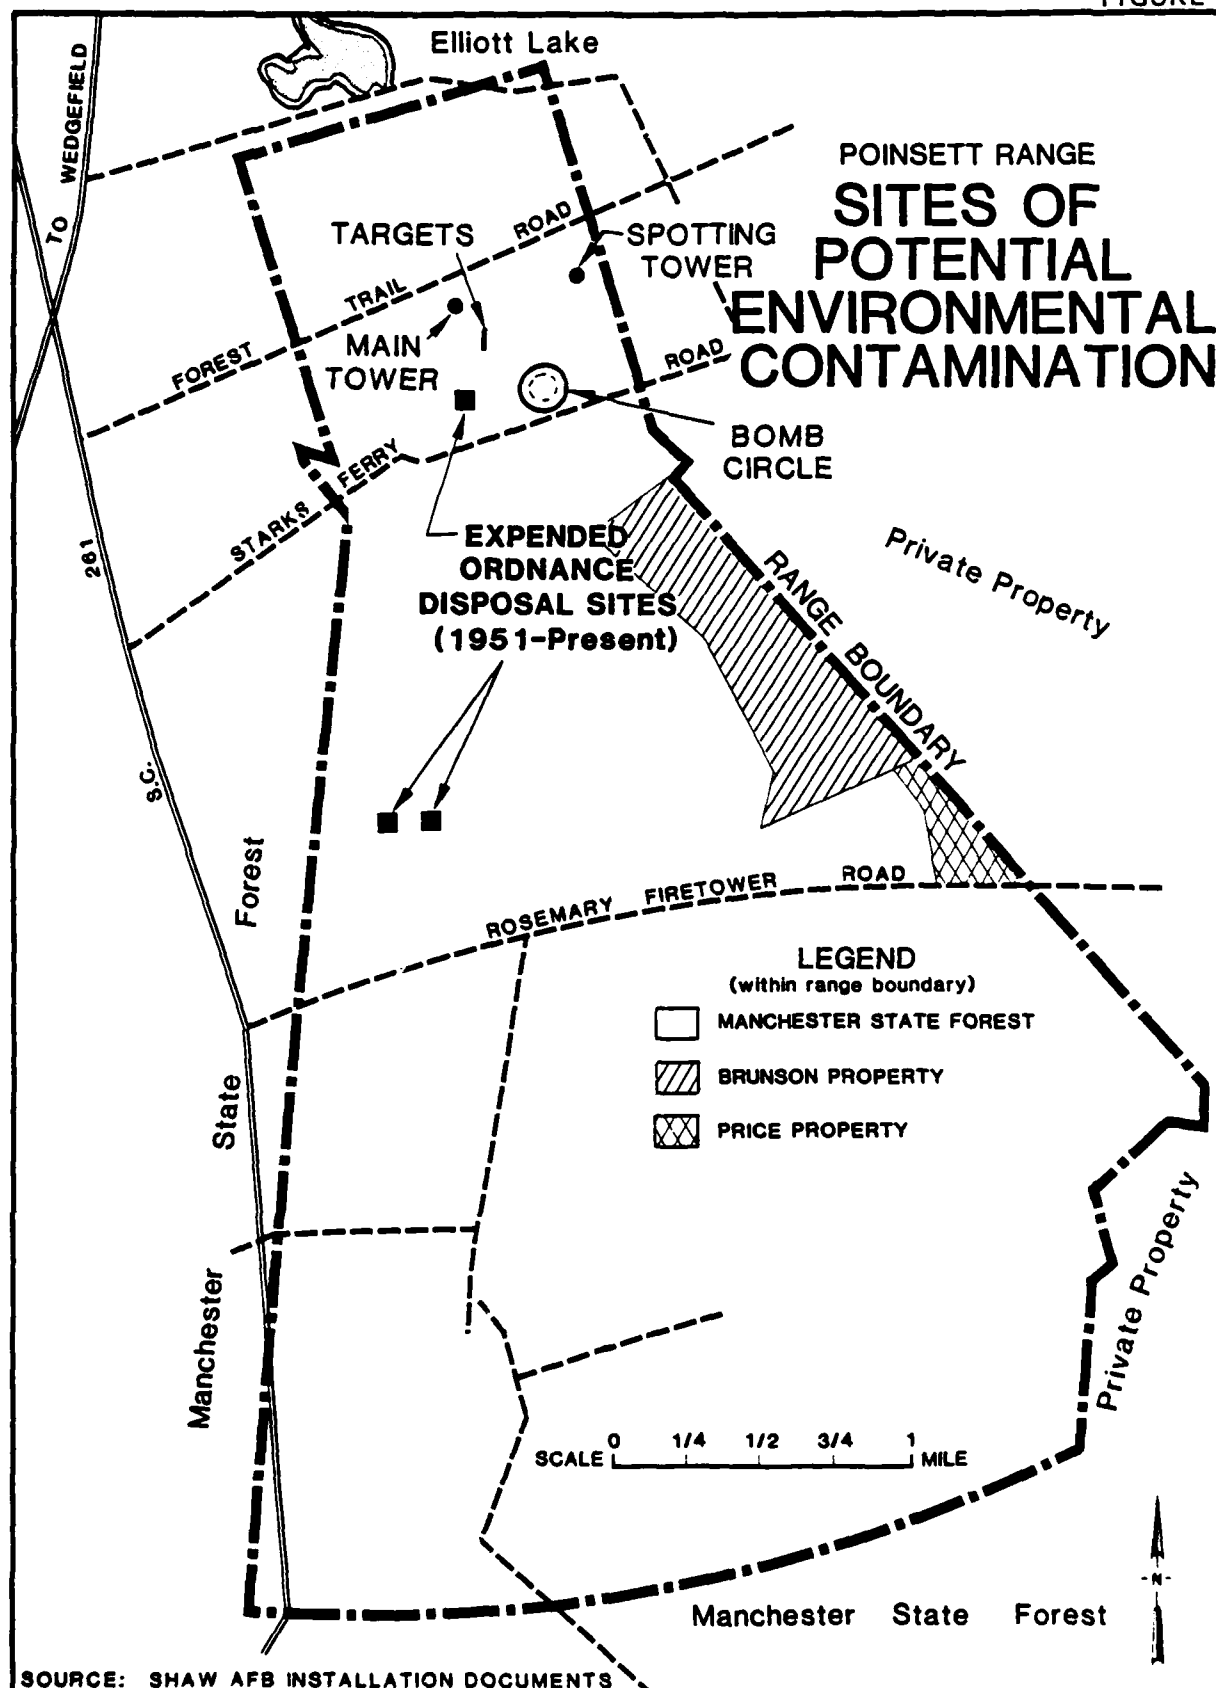 FIGURE
Elliott Lake
TO WEDGEFIELD
POINSETT RANGE
SITES OF
POTENTIAL
ENVIRONMENTAL
CONTAMINATION
TARGETS
SPOTTING
TOWER
FOREST TRAIL ROAD
MAIN
TOWER
STARKS FERRY ROAD
BOMB
CIRCLE
EXPENDED
ORDNANCE
DISPOSAL SITES
(1951-Present)
RANGE BOUNDARY
Private Property
S.C. 261
ROSEMARY FIRETOWER ROAD
LEGEND
(within range boundary)
MANCHESTER STATE FOREST
BRUNSON PROPERTY
PRICE PROPERTY
Manchester State Forest
Private Property
SCALE 0 1/4 1/2 3/4 1 MILE
-N-
Manchester State Forest
SOURCE: SHAW AFB INSTALLATION DOCUMENTS